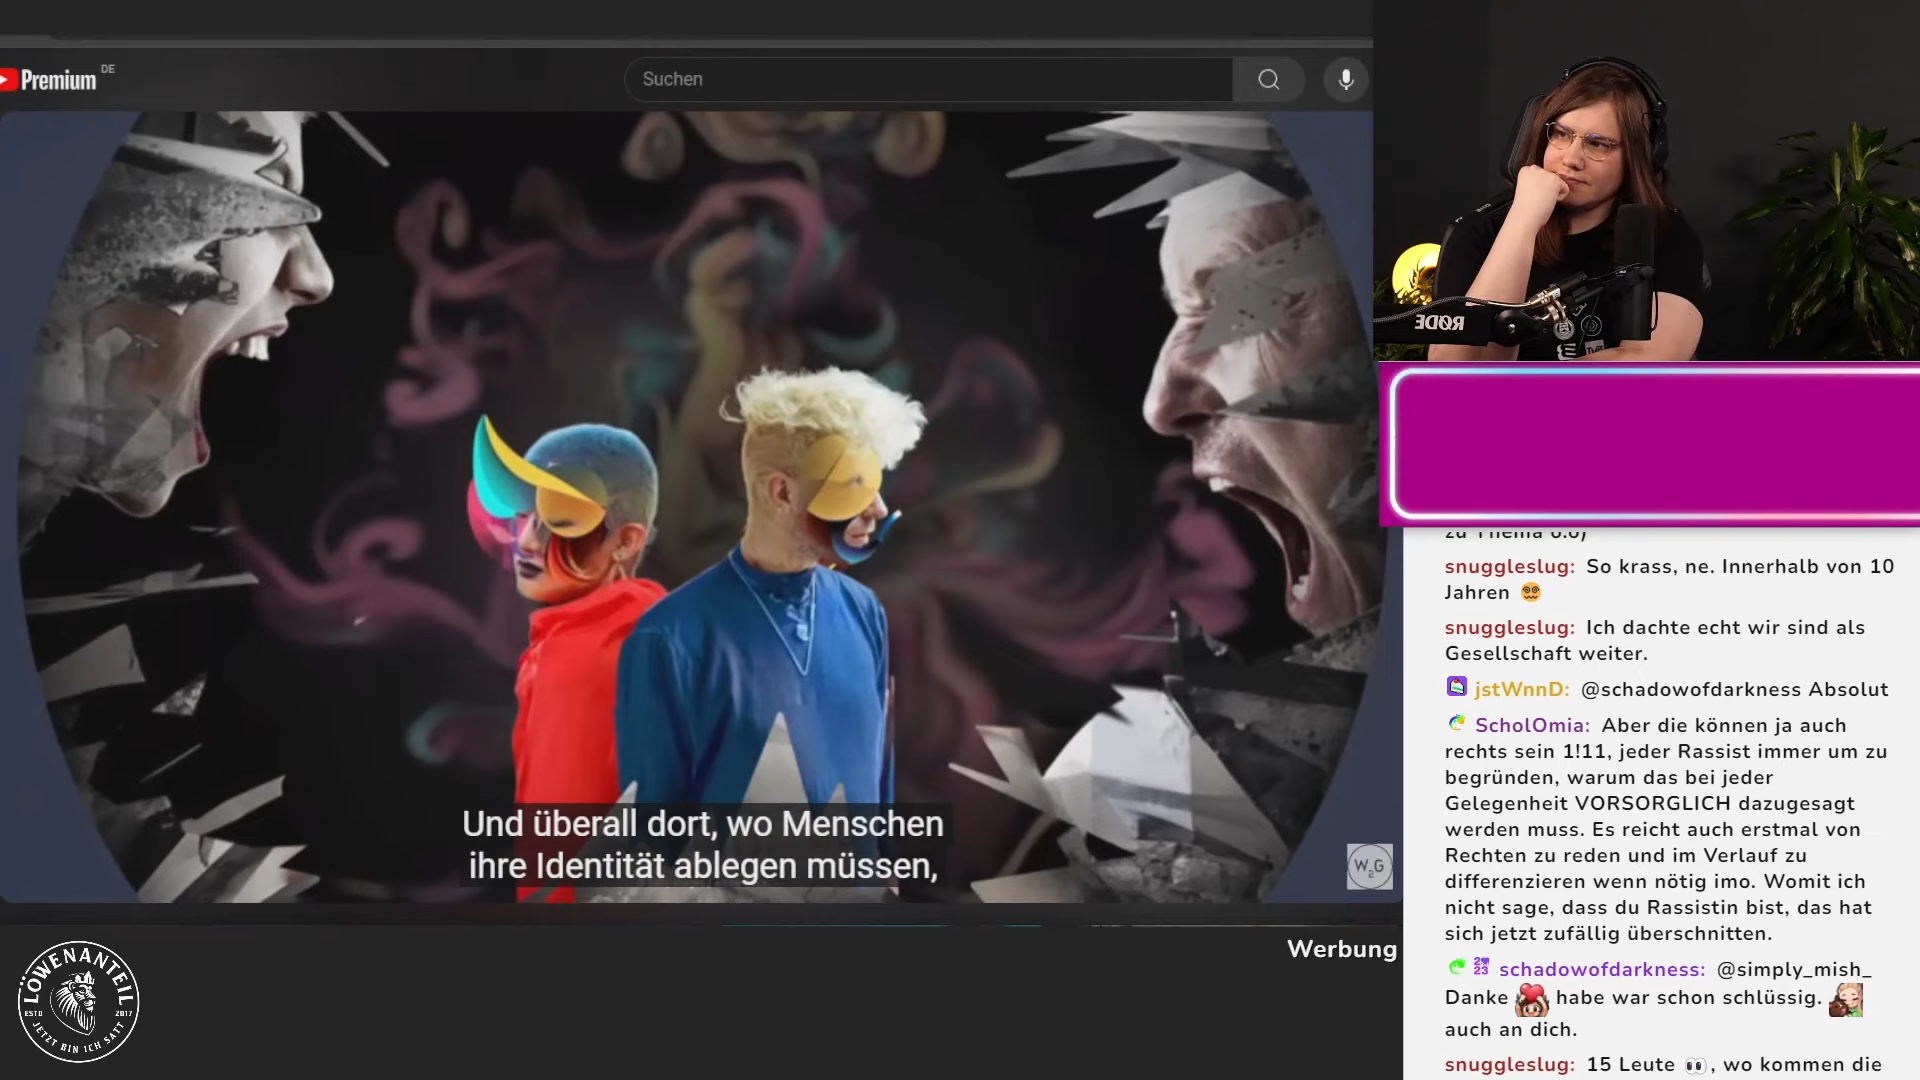 Premium DE
Suchen
RØDE
Und überall dort, wo Menschen
ihre Identität ablegen müssen,
W2G
Werbung
LÖWENANTEIL
ESTD 2017
JETZT BIN ICH SATT
snuggleslug: So krass, ne. Innerhalb von 10
Jahren
snuggleslug: Ich dachte echt wir sind als
Gesellschaft weiter.
jstWnnD: @schadowofdarkness Absolut
ScholOmia: Aber die können ja auch
rechts sein 1!11, jeder Rassist immer um zu
begründen, warum das bei jeder
Gelegenheit VORSORGLICH dazugesagt
werden muss. Es reicht auch erstmal von
Rechten zu reden und im Verlauf zu
differenzieren wenn nötig imo. Womit ich
nicht sage, dass du Rassistin bist, das hat
sich jetzt zufällig überschnitten.
schadowofdarkness: @simply_mish_
Danke habe war schon schlüssig.
auch an dich.
snuggleslug: 15 Leute 👀, wo kommen die